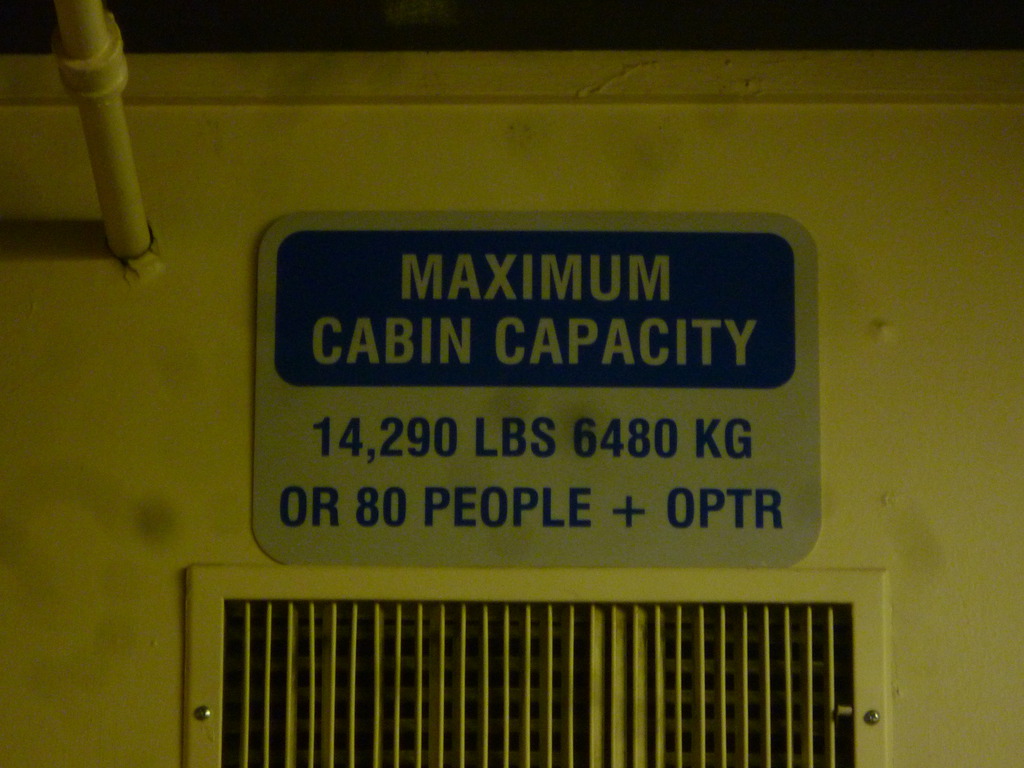 MAXIMUM
CABIN CAPACITY
14,290 LBS 6480 KG
OR 80 PEOPLE + OPTR